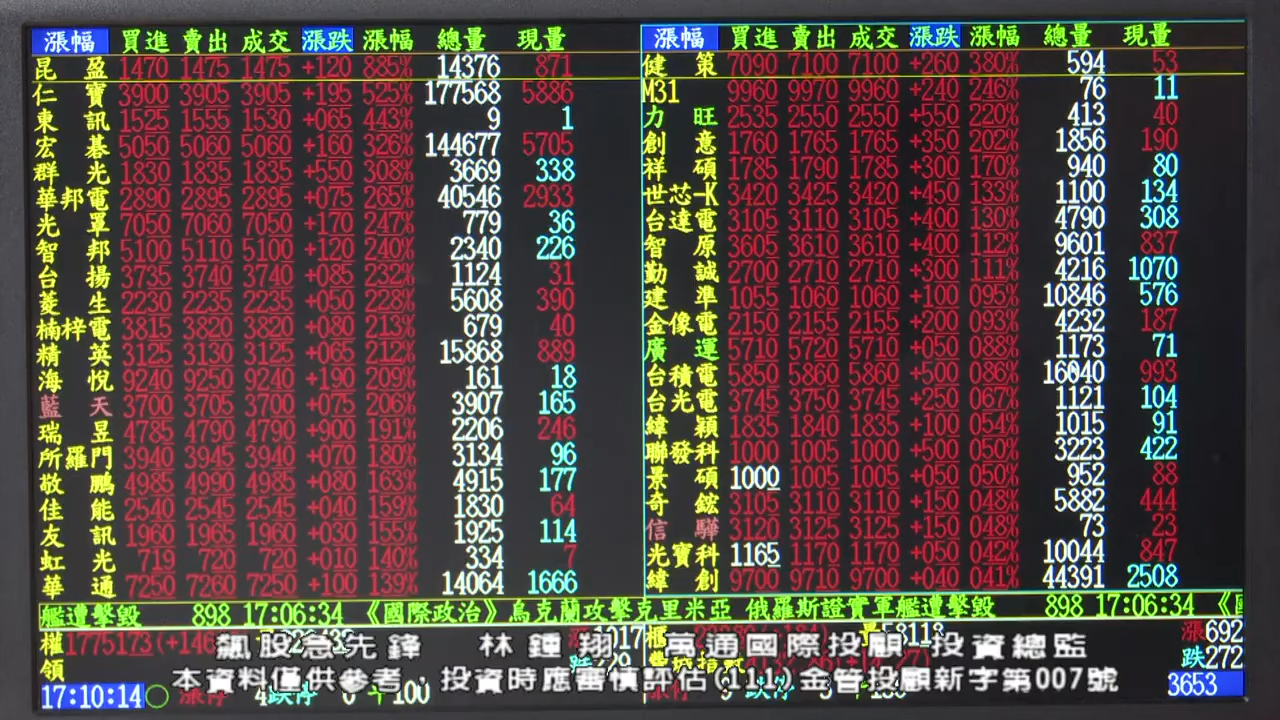 漲幅 買進 賣出 成交 漲跌 漲幅 總量 現量
昆盈 1470 1475 1475 +120 885% 14376 871
仁寶 3900 3905 3905 +195 525% 177568 5886
東訊 1525 1555 1530 +065 443% 9 1
宏碁 5050 5060 5060 +160 326% 144677 5705
群光 1830 1835 1835 +550 308% 3669 338
華邦電 2890 2895 2895 +075 265% 40546 2933
光罩 7050 7060 7050 +170 247% 779 36
智邦 5100 5110 5100 +120 240% 2340 226
台揚 3735 3740 3740 +085 232% 1124 31
菱生 2230 2235 2235 +050 228% 5608 390
楠梓電 3815 3820 3820 +080 213% 679 40
精英 3125 3130 3125 +065 212% 15868 889
海悅 9240 9250 9240 +190 209% 161 18
藍天 3700 3705 3700 +075 206% 3907 165
瑞昱 4785 4790 4790 +900 191% 2206 246
所羅門 3940 3945 3940 +070 180% 3134 96
敬鵬 4985 4990 4985 +080 163% 4915 177
佳能 2540 2545 2545 +040 159% 1830 64
友訊 1960 1965 1960 +030 155% 1925 114
虹光 719 720 720 +010 140% 334 7
華通 7250 7260 7250 +100 139% 14064 1666
艦遭擊毀 898 17:06:34 《國際政治》烏克蘭攻擊克里米亞
漲幅 買進 賣出 成交 漲跌 漲幅 總量 現量
健策 7090 7100 7100 +260 380% 594 53
M31 9960 9970 9960 +240 246% 76 11
力旺 2535 2550 2550 +550 220% 413 40
創意 1760 1765 1765 +350 202% 1856 190
祥碩 1785 1790 1785 +300 170% 940 80
世芯-K 3420 3425 3420 +450 133% 1100 134
台達電 3105 3110 3105 +400 130% 4790 308
智原 3605 3610 3610 +400 112% 9601 837
勤誠 2700 2710 2710 +300 111% 4216 1070
建準 1055 1060 1060 +100 095% 10846 576
金像電 2150 2155 2155 +200 093% 4232 187
廣運 5710 5720 5710 +050 088% 1173 71
台積電 5850 5860 5860 +500 086% 16040 993
台光電 3745 3750 3745 +250 067% 1121 104
緯穎 1835 1840 1835 +100 054% 1015 91
聯發科 1000 1005 1005 +050 050% 3223 422
景碩 1000 1005 1005 +050 050% 952 88
奇鋐 3105 3110 3110 +150 048% 5882 444
信驊 3120 3125 3125 +150 048% 73 23
光寶科 1165 1170 1170 +050 042% 10044 847
緯創 9700 9710 9700 +040 041% 44391 2508
俄羅斯證實軍艦遭擊毀 898 17:06:34
權 1775173
櫃
漲 692
領
跌 272
飆股急先鋒 林鍾翔 萬通國際投顧 投資總監
本資料僅供參考,投資時應審慎評估(111)金管投顧新字第007號
17:10:14 漲停 跌停 平 100
3653